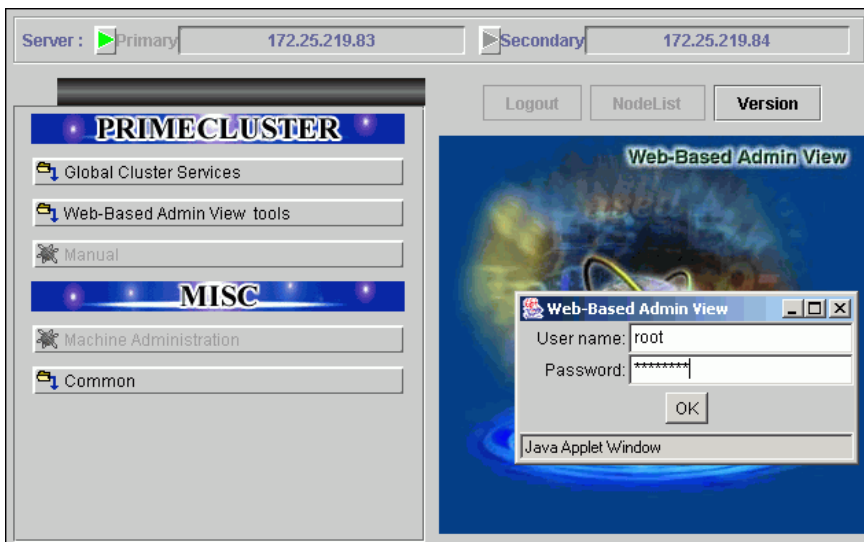 Server : Primary 172.25.219.83 Secondary 172.25.219.84
Logout NodeList Version
PRIMECLUSTER
Global Cluster Services
Web-Based Admin View tools
Manual
MISC
Machine Administration
Common
Web-Based Admin View
Web-Based Admin View
User name: root
Password: ********
OK
Java Applet Window